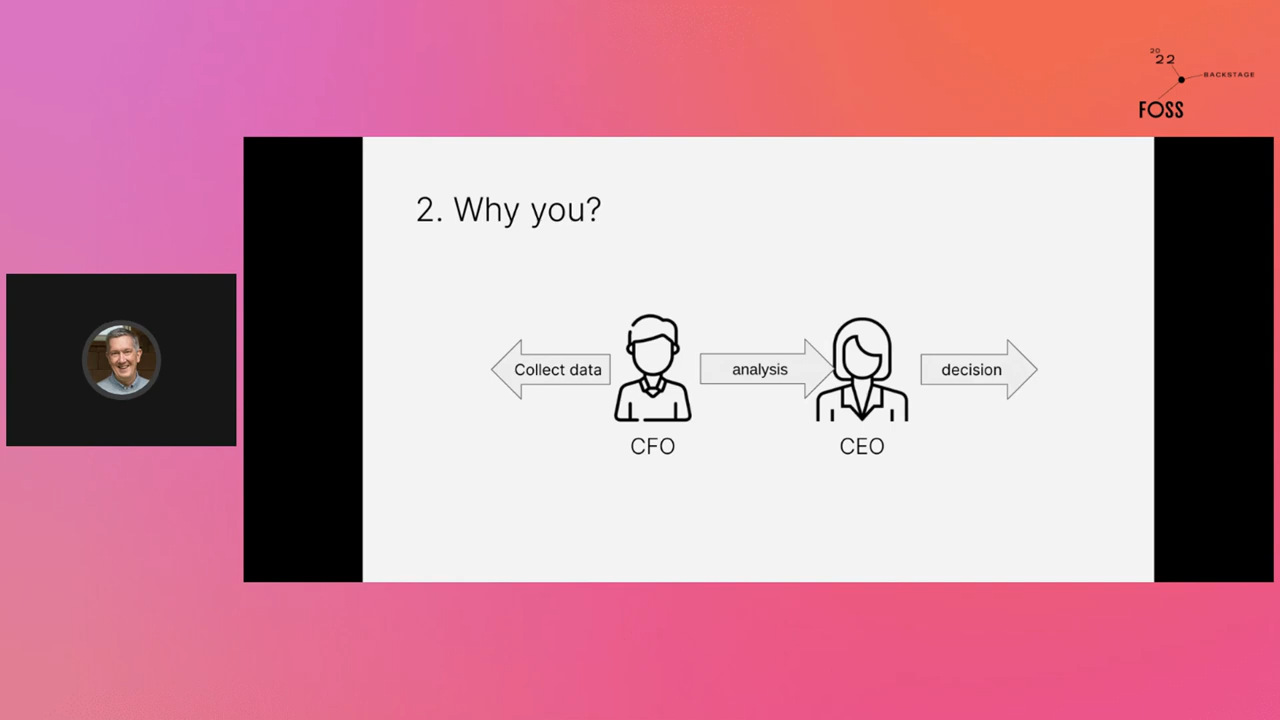 20
22
BACKSTAGE
FOSS
2. Why you?
Collect data
analysis
decision
CFO
CEO